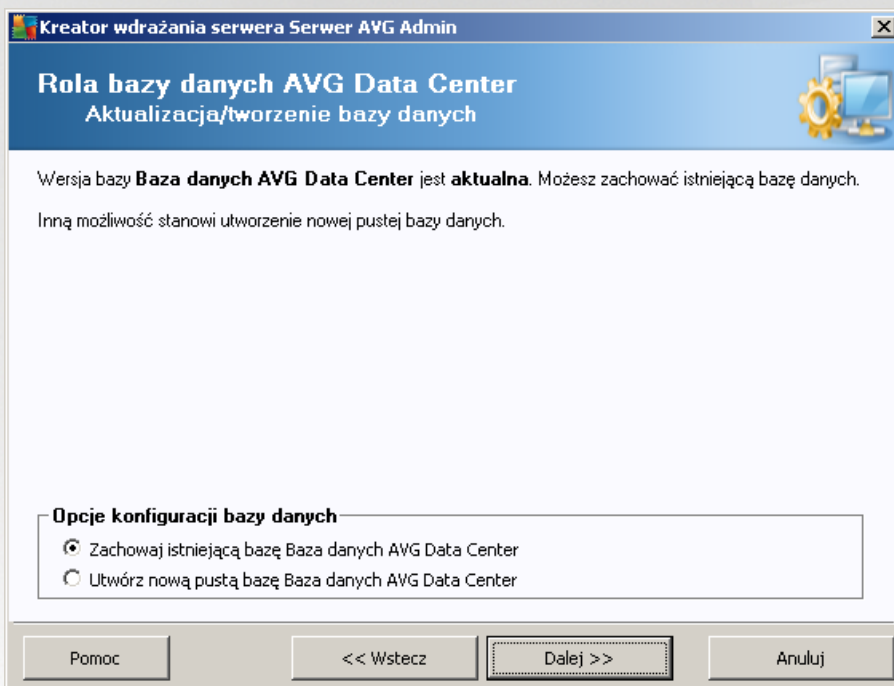 Kreator wdrażania serwera Serwer AVG Admin
Rola bazy danych AVG Data Center
Aktualizacja/tworzenie bazy danych
Wersja bazy Baza danych AVG Data Center jest aktualna. Możesz zachować istniejącą bazę danych.
Inną możliwość stanowi utworzenie nowej pustej bazy danych.
Opcje konfiguracji bazy danych
Zachowaj istniejącą bazę Baza danych AVG Data Center
Utwórz nową pustą bazę Baza danych AVG Data Center
Pomoc << Wstecz Dalej >> Anuluj